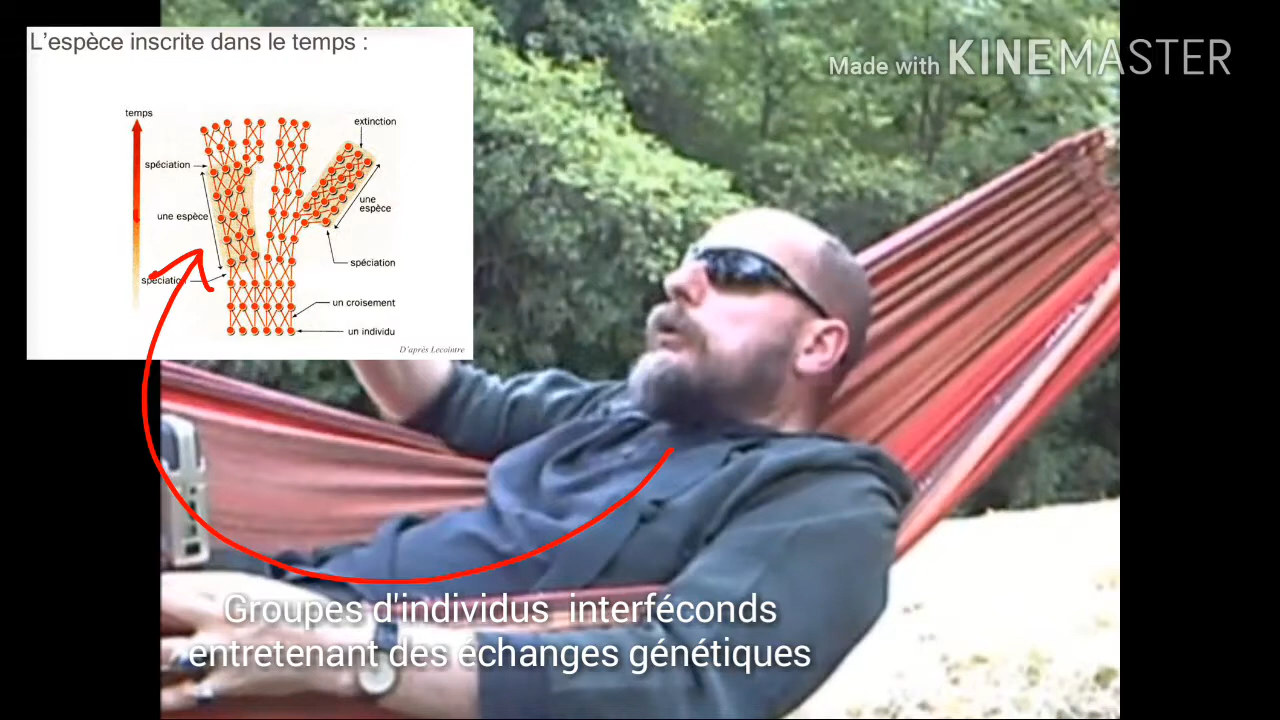 L'espèce inscrite dans le temps :
Made with KINEMASTER
temps
extinction
spéciation
une
espèce
une espèce
spéciation
spéciation
un croisement
un individu
D'après Lecointre
Groupes d'individus interféconds
entretenant des échanges génétiques